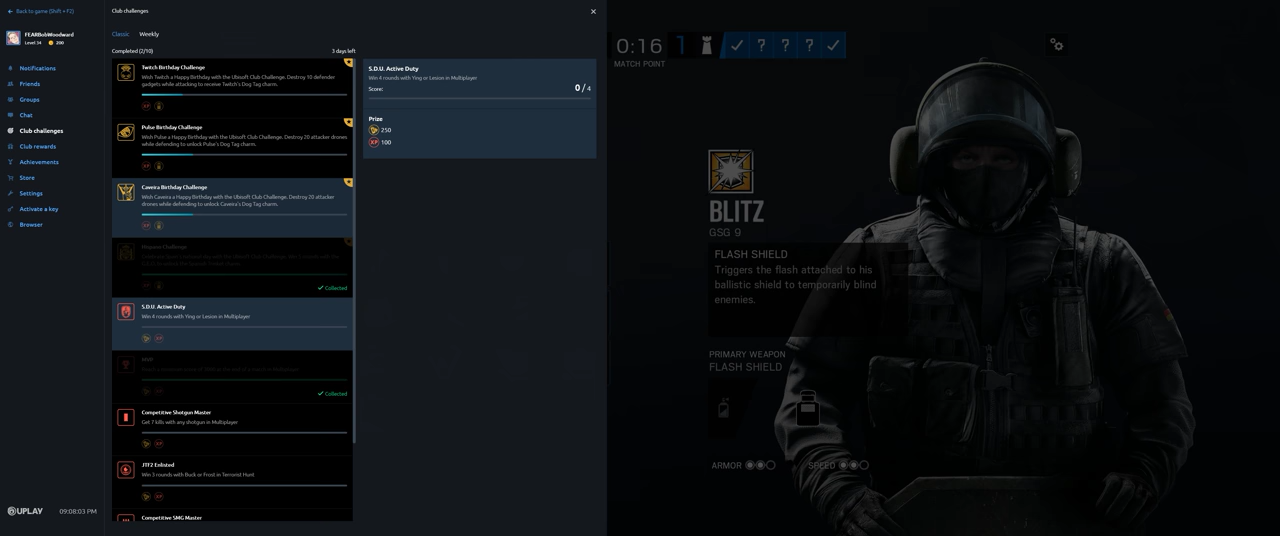 Back to game (Shift + F2)
FEARBobWoodward
Level 34
200
Notifications
Friends
Groups
Chat
Club challenges
Club rewards
Achievements
Store
Settings
Activate a key
Browser
UPLAY
09:08:03 PM
Club challenges
Classic
Weekly
Completed (2/10)
3 days left
Twitch Birthday Challenge
Wish Twitch a Happy Birthday with the Ubisoft Club Challenge. Destroy 10 defender
gadgets while attacking to receive Twitch's Dog Tag charm.
XP
Pulse Birthday Challenge
Wish Pulse a Happy Birthday with the Ubisoft Club Challenge. Destroy 20 attacker drones
while defending to unlock Pulse's Dog Tag charm.
XP
Caveira Birthday Challenge
Wish Caveira a Happy Birthday with the Ubisoft Club Challenge. Destroy 20 attacker
drones while defending to unlock Caveira's Dog Tag charm.
XP
Hispana Challenge
Collected
S.D.U. Active Duty
Win 4 rounds with Ying or Lesion in Multiplayer
XP
MVP
Collected
Competitive Shotgun Master
Get 7 kills with any shotgun in Multiplayer
XP
JTF2 Enlisted
Win 3 rounds with Buck or Frost in Terrorist Hunt
XP
Competitive SMG Master
S.D.U. Active Duty
Win 4 rounds with Ying or Lesion in Multiplayer
Score:
0 / 4
Prize
250
XP 100
0:16
1
? ? ?
MATCH POINT
BLITZ
GSG 9
FLASH SHIELD
Triggers the flash attached to his
ballistic shield to temporarily blind
enemies.
PRIMARY WEAPON
FLASH SHIELD
ARMOR
SPEED